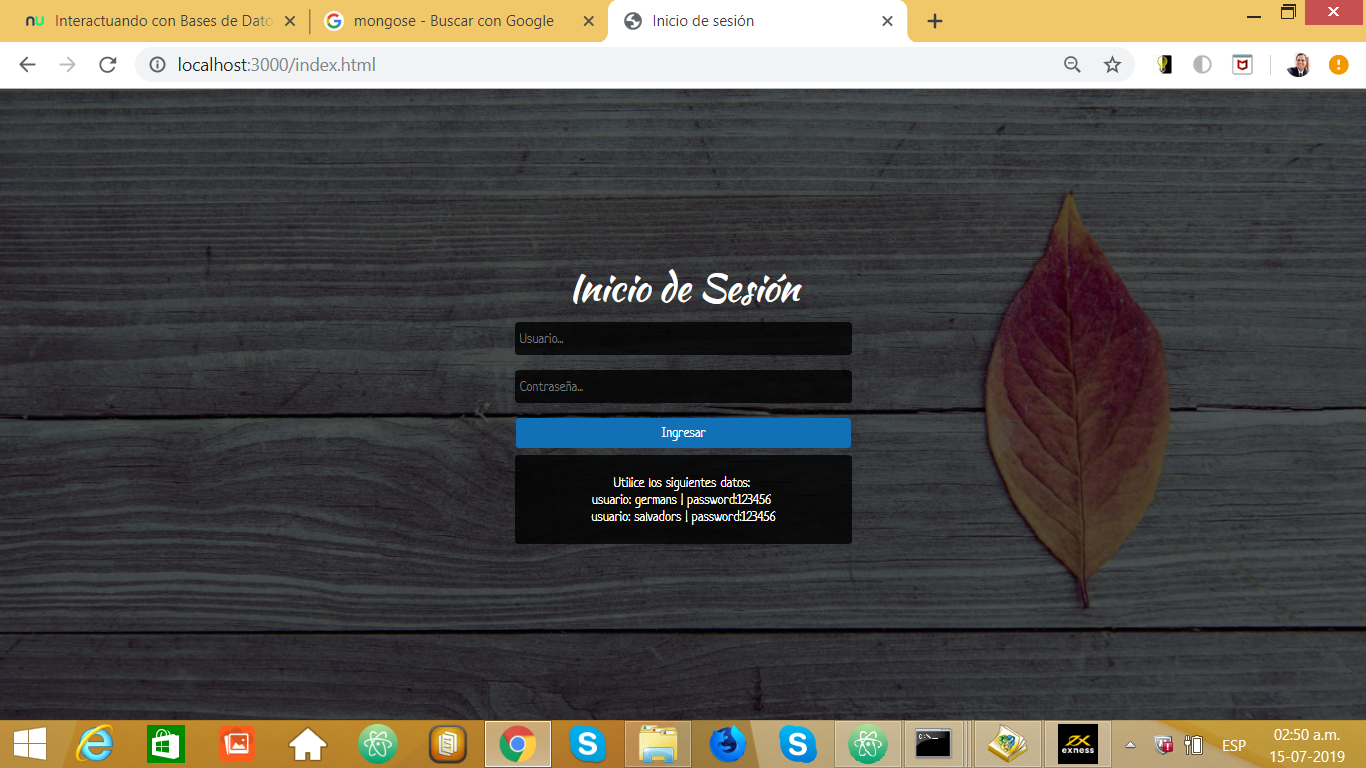 Interactuando con Bases de Dato
mongose - Buscar con Google
Inicio de sesión
localhost:3000/index.html
Inicio de Sesión
Usuario...
Contraseña...
Ingresar
Utilice los siguientes datos:
usuario: germans | password:123456
usuario: salvadors | password:123456
exness
ESP
02:50 a.m.
15-07-2019